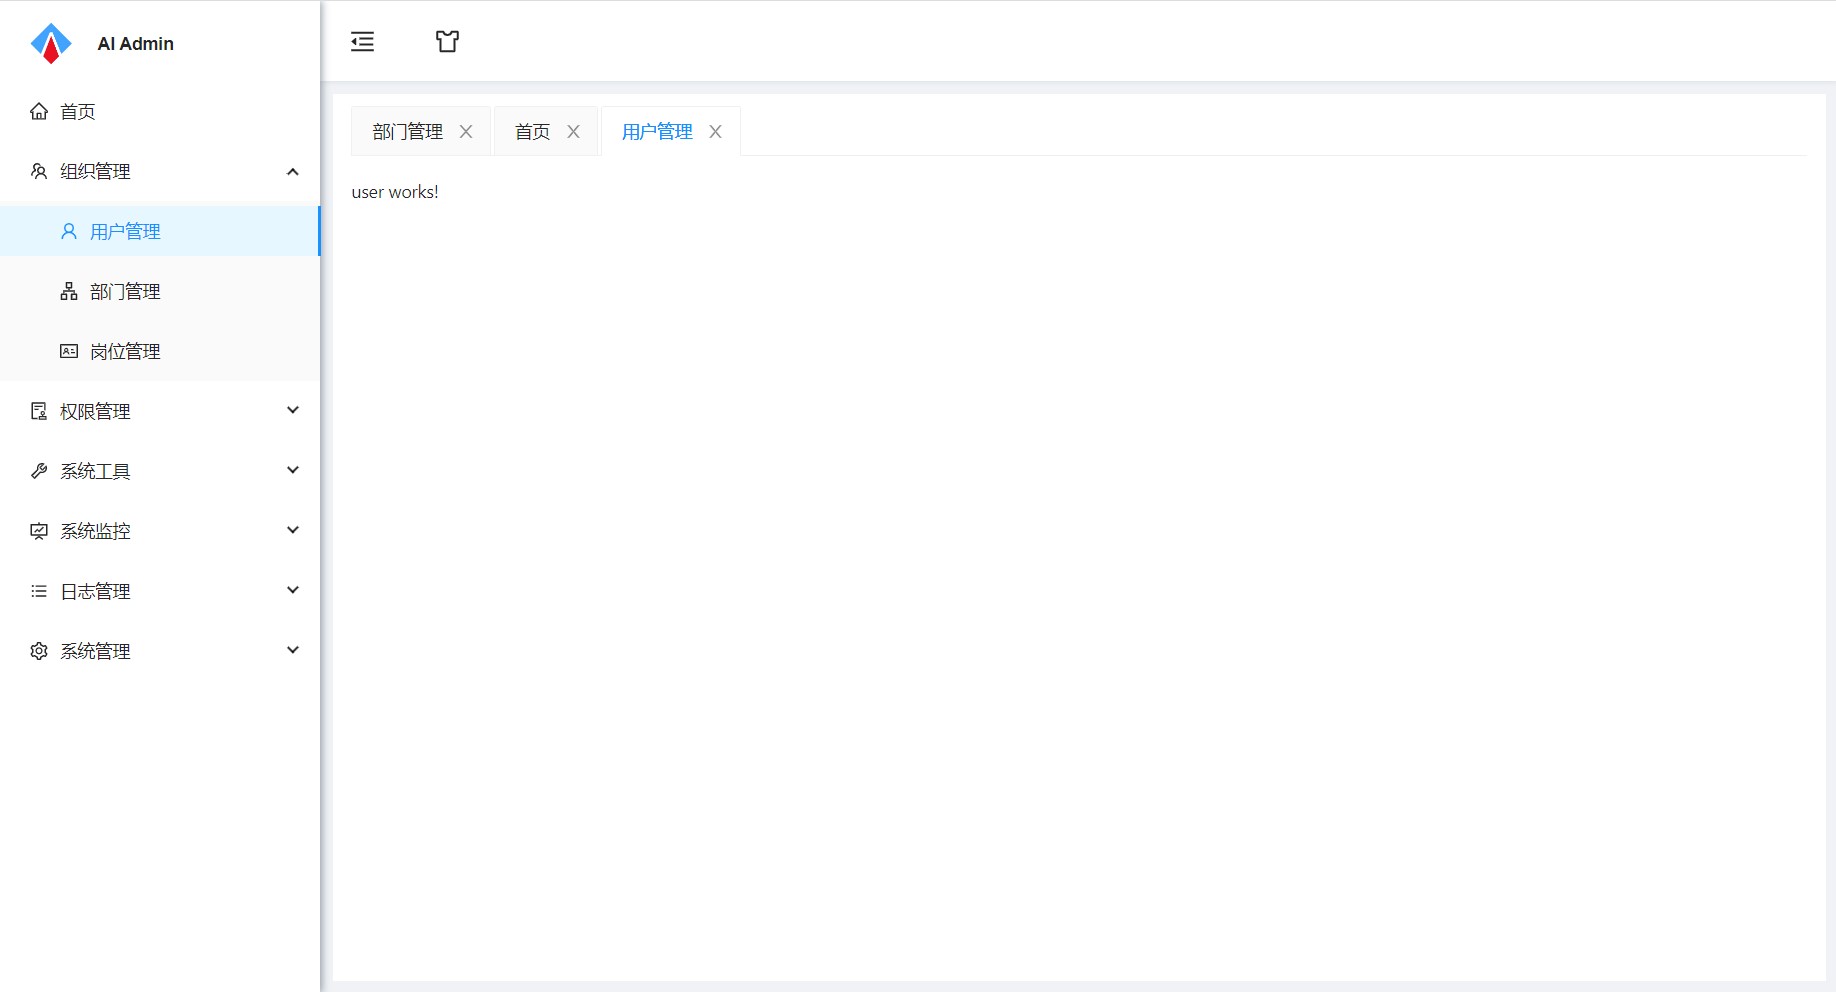 AI Admin
首页
组织管理
用户管理
部门管理
岗位管理
权限管理
系统工具
系统监控
日志管理
系统管理
部门管理 首页 用户管理
user works!